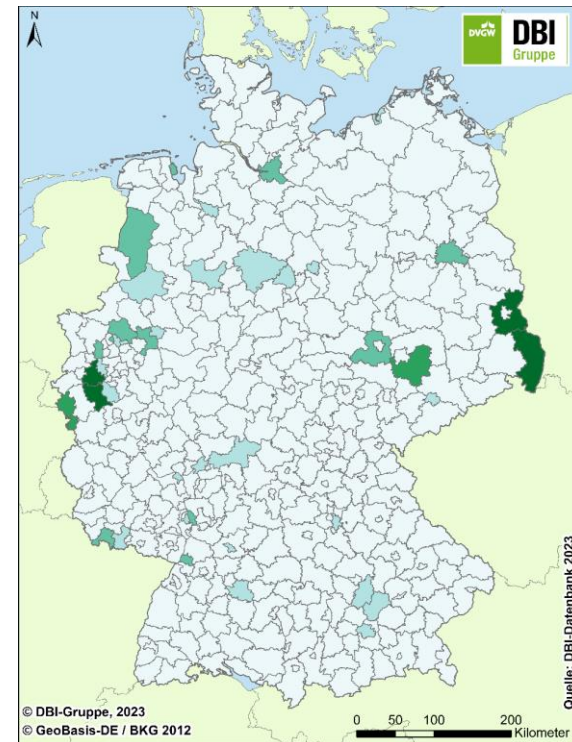 N
DVGW
DBI
Gruppe
Quelle: DBI-Datenbank 2023
© DBI-Gruppe, 2023
© GeoBasis-DE / BKG 2012
0 50 100 200
Kilometer